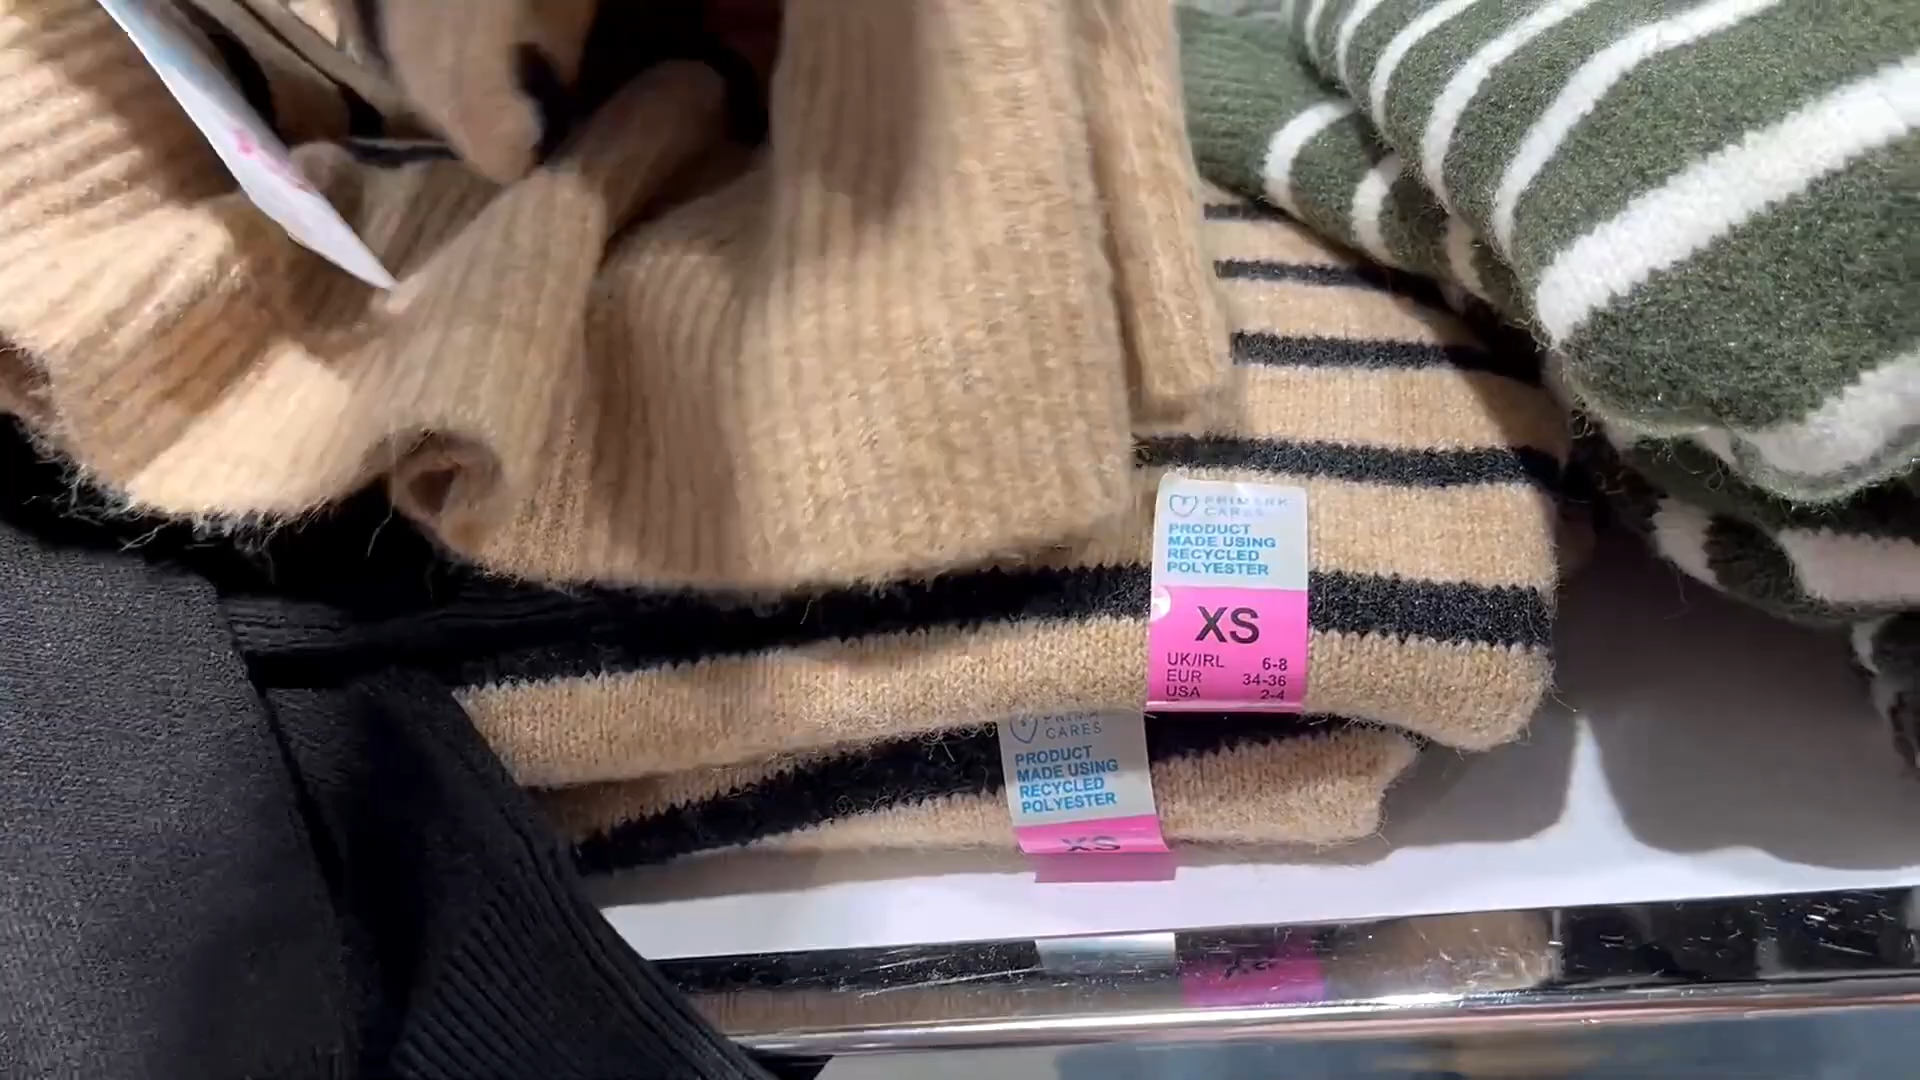 PRIMARK
CARES
PRODUCT
MADE USING
RECYCLED
POLYESTER
XS
UK/IRL 6-8
EUR 34-36
USA 2-4
CARES
PRODUCT
MADE USING
RECYCLED
POLYESTER
XS